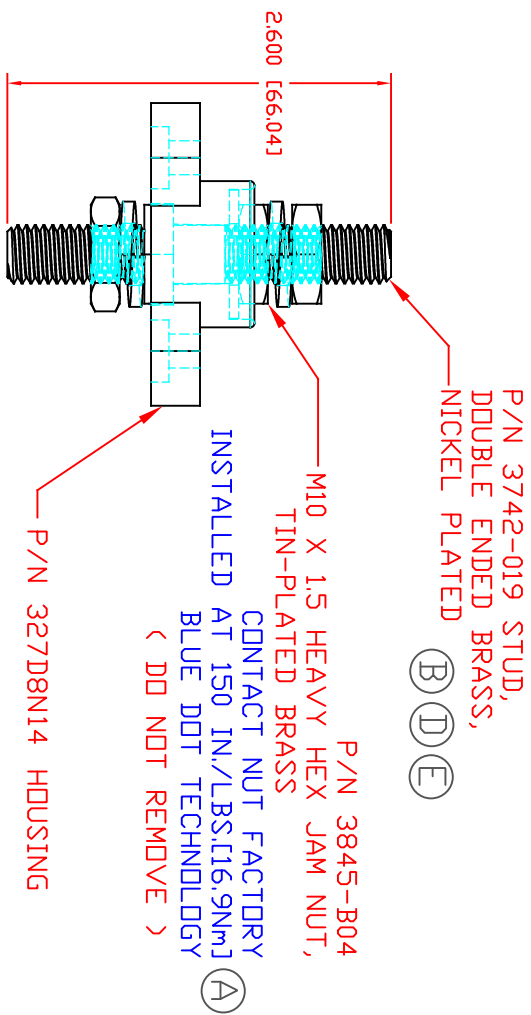 2.600 [66.04]
P/N 3742-019 STUD,
DOUBLE ENDED BRASS,
NICKEL PLATED
B D E
P/N 3845-B04
M10 X 1.5 HEAVY HEX JAM NUT,
TIN-PLATED BRASS
CONTACT NUT FACTORY
INSTALLED AT 150 IN./LBS.[16.9Nm]
BLUE DOT TECHNOLOGY
( DO NOT REMOVE )
A
P/N 327D8N14 HOUSING